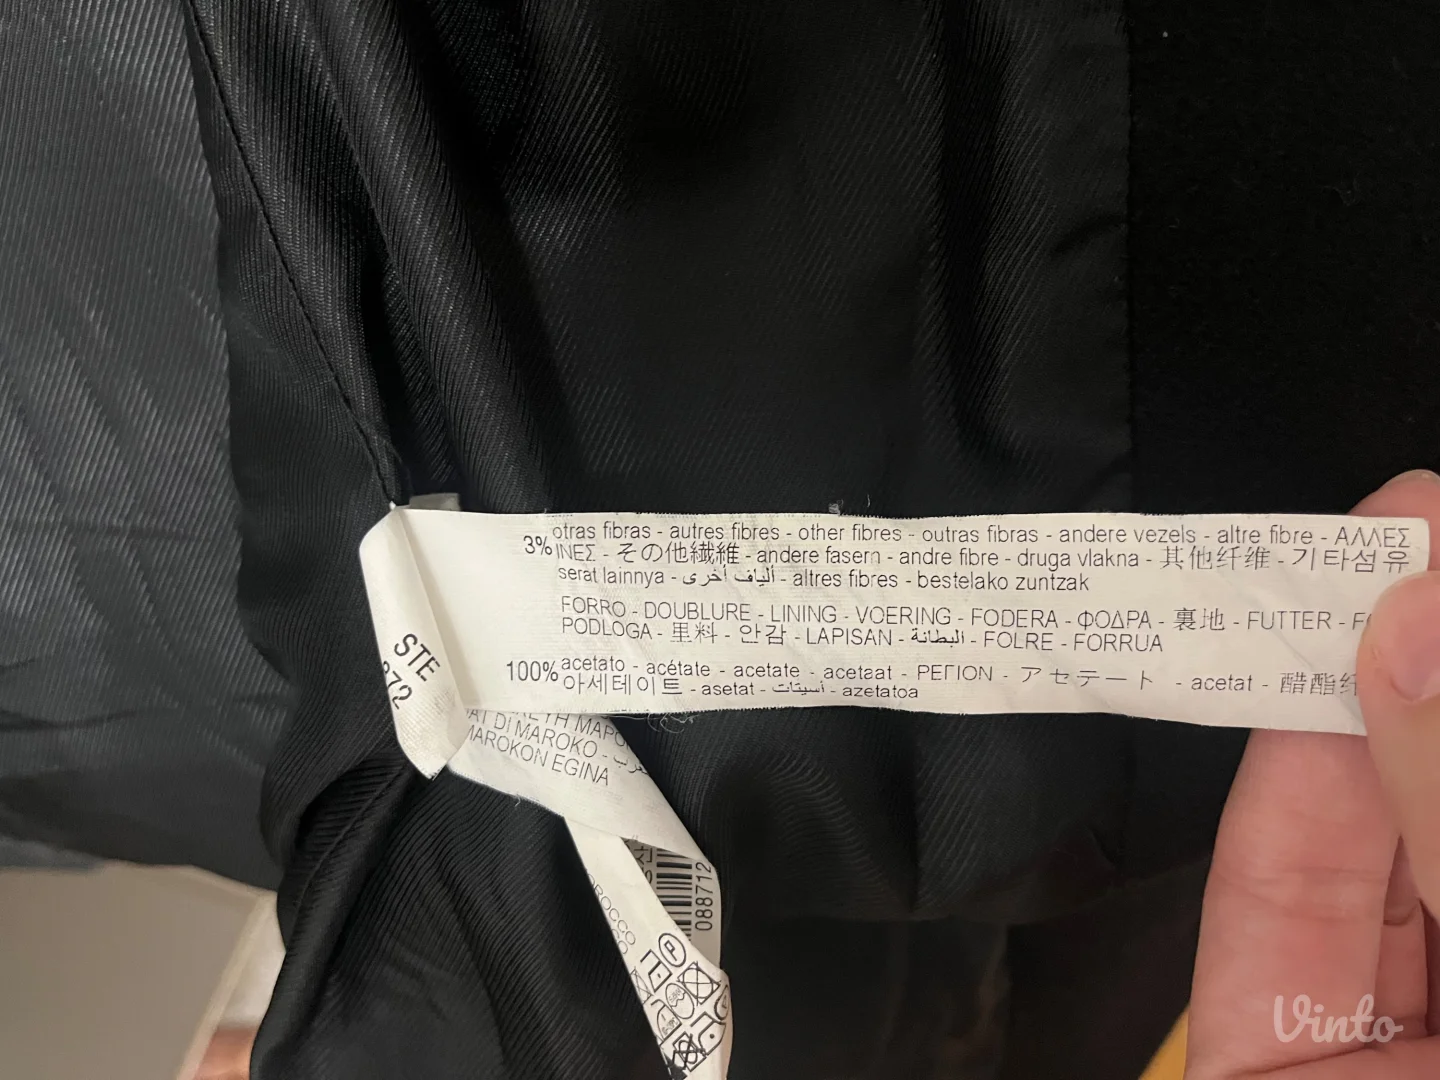 3% otras fibras - autres fibres - other fibres - outras fibras - andere vezels - altre fibre - ΑΛΛΕΣ
ΙΝΕΣ - その他繊維 - andere fasern - andre fibre - druga vlakna - 其他纤维 - 기타섬유
serat lainnya - ألياف أخرى - altres fibres - bestelako zuntzak
FORRO - DOUBLURE - LINING - VOERING - FODERA - ΦΟΔΡΑ - 裏地 - FUTTER - F
PODLOGA - 里料 - 안감 - LAPISAN - البطانة - FOLRE - FORRUA
100% acetato - acétate - acetate - acetaat - ΡΕΓΙΟΝ - アセテート - acetat - 醋酯纤
아세테이트 - asetat - أسيتات - azetatoa
STE
872
DI MAROKO -
MAROKON EGINA
088712
P
Vinto